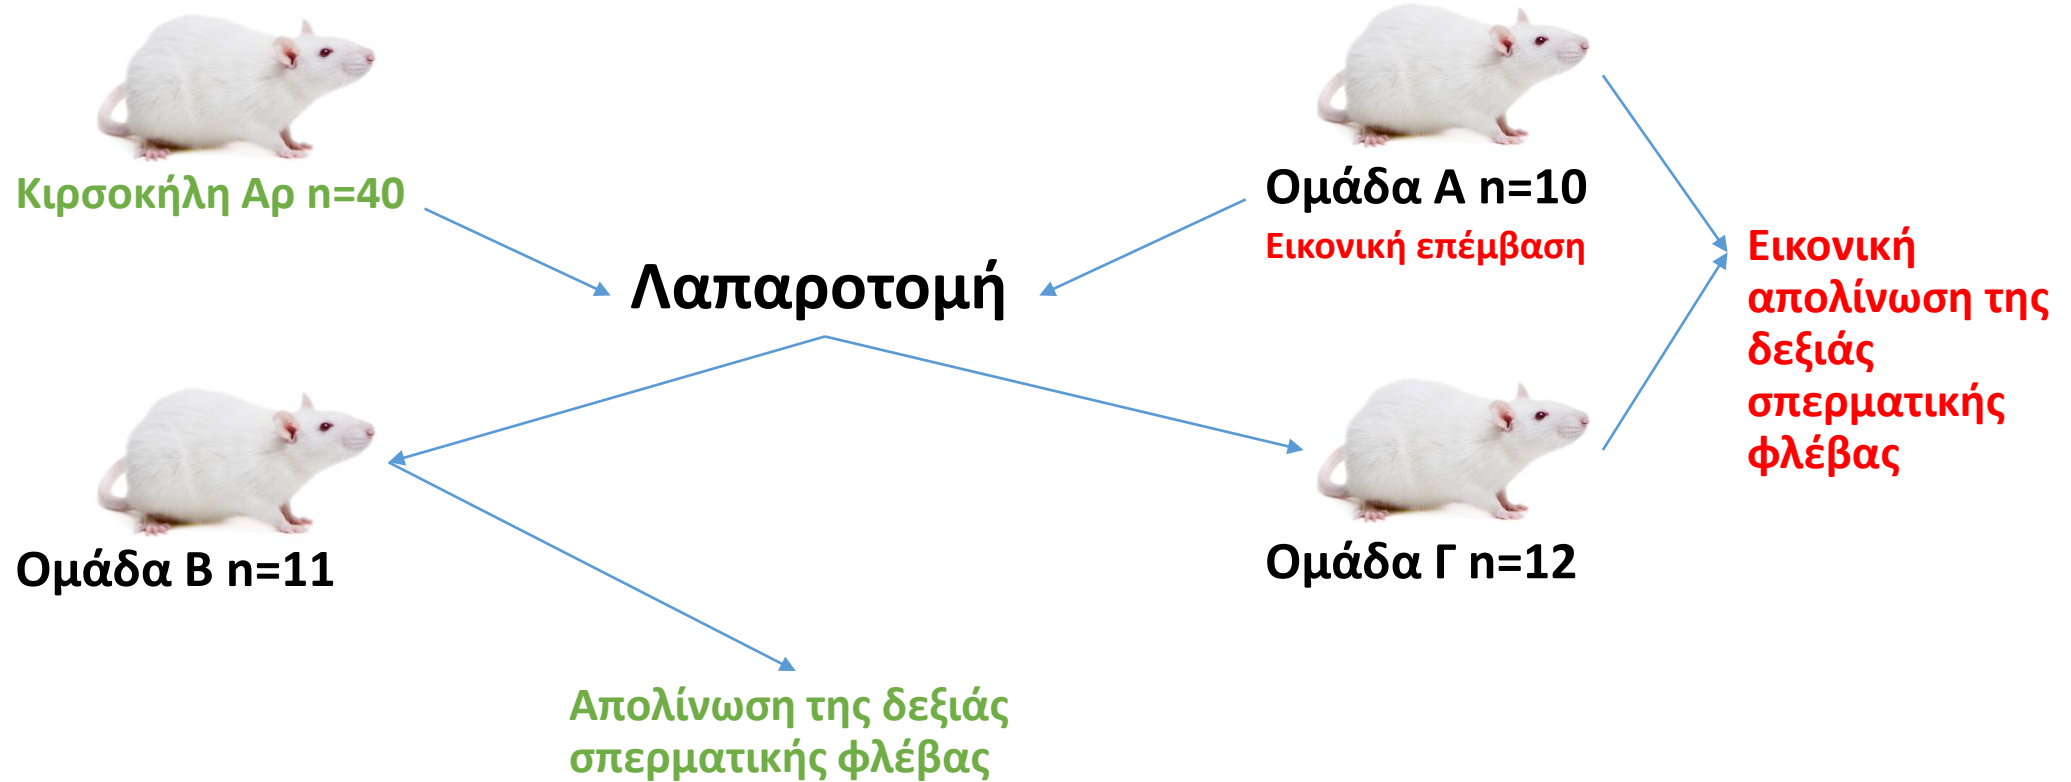 Κιρσοκήλη Αρ n=40
Ομάδα Α n=10
Εικονική επέμβαση
Λαπαροτομή
Εικονική
απολίνωση της
δεξιάς
σπερματικής
φλέβας
Ομάδα Β n=11
Ομάδα Γ n=12
Απολίνωση της δεξιάς
σπερματικής φλέβας